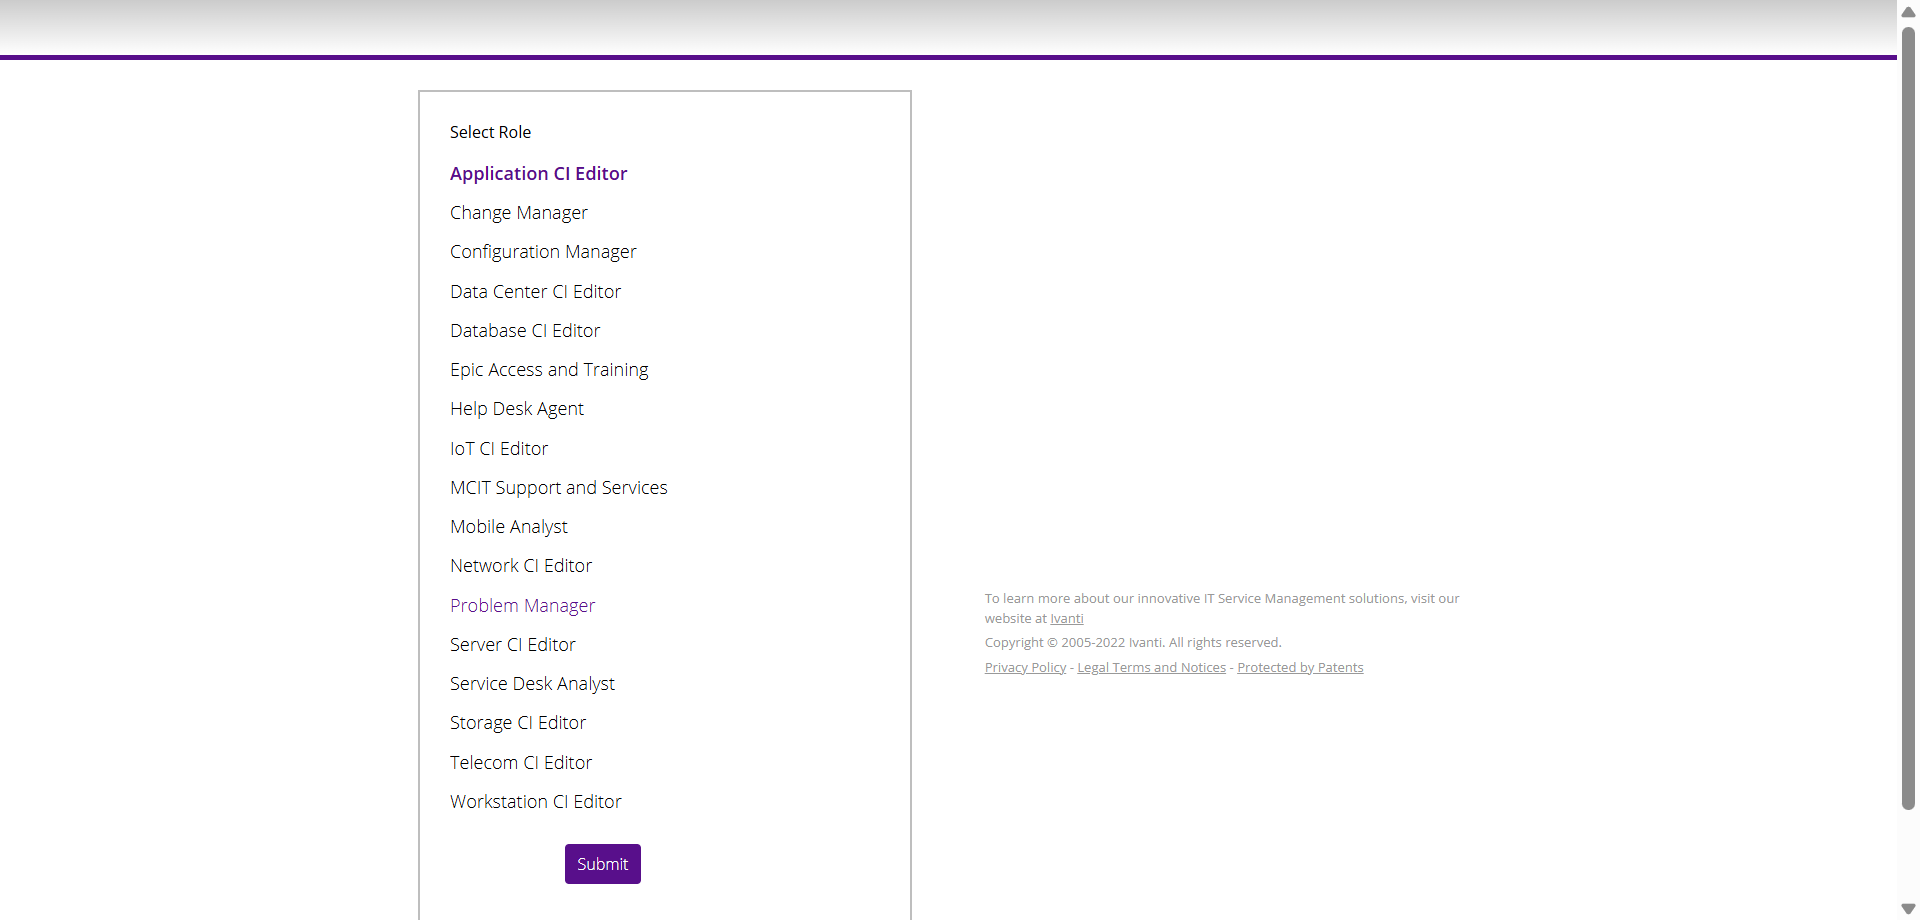 Select Role
Application CI Editor
Change Manager
Configuration Manager
Data Center CI Editor
Database CI Editor
Epic Access and Training
Help Desk Agent
IoT CI Editor
MCIT Support and Services
Mobile Analyst
Network CI Editor
Problem Manager
Server CI Editor
Service Desk Analyst
Storage CI Editor
Telecom CI Editor
Workstation CI Editor
Submit
To learn more about our innovative IT Service Management solutions, visit our
website at Ivanti
Copyright © 2005-2022 Ivanti. All rights reserved.
Privacy Policy - Legal Terms and Notices - Protected by Patents